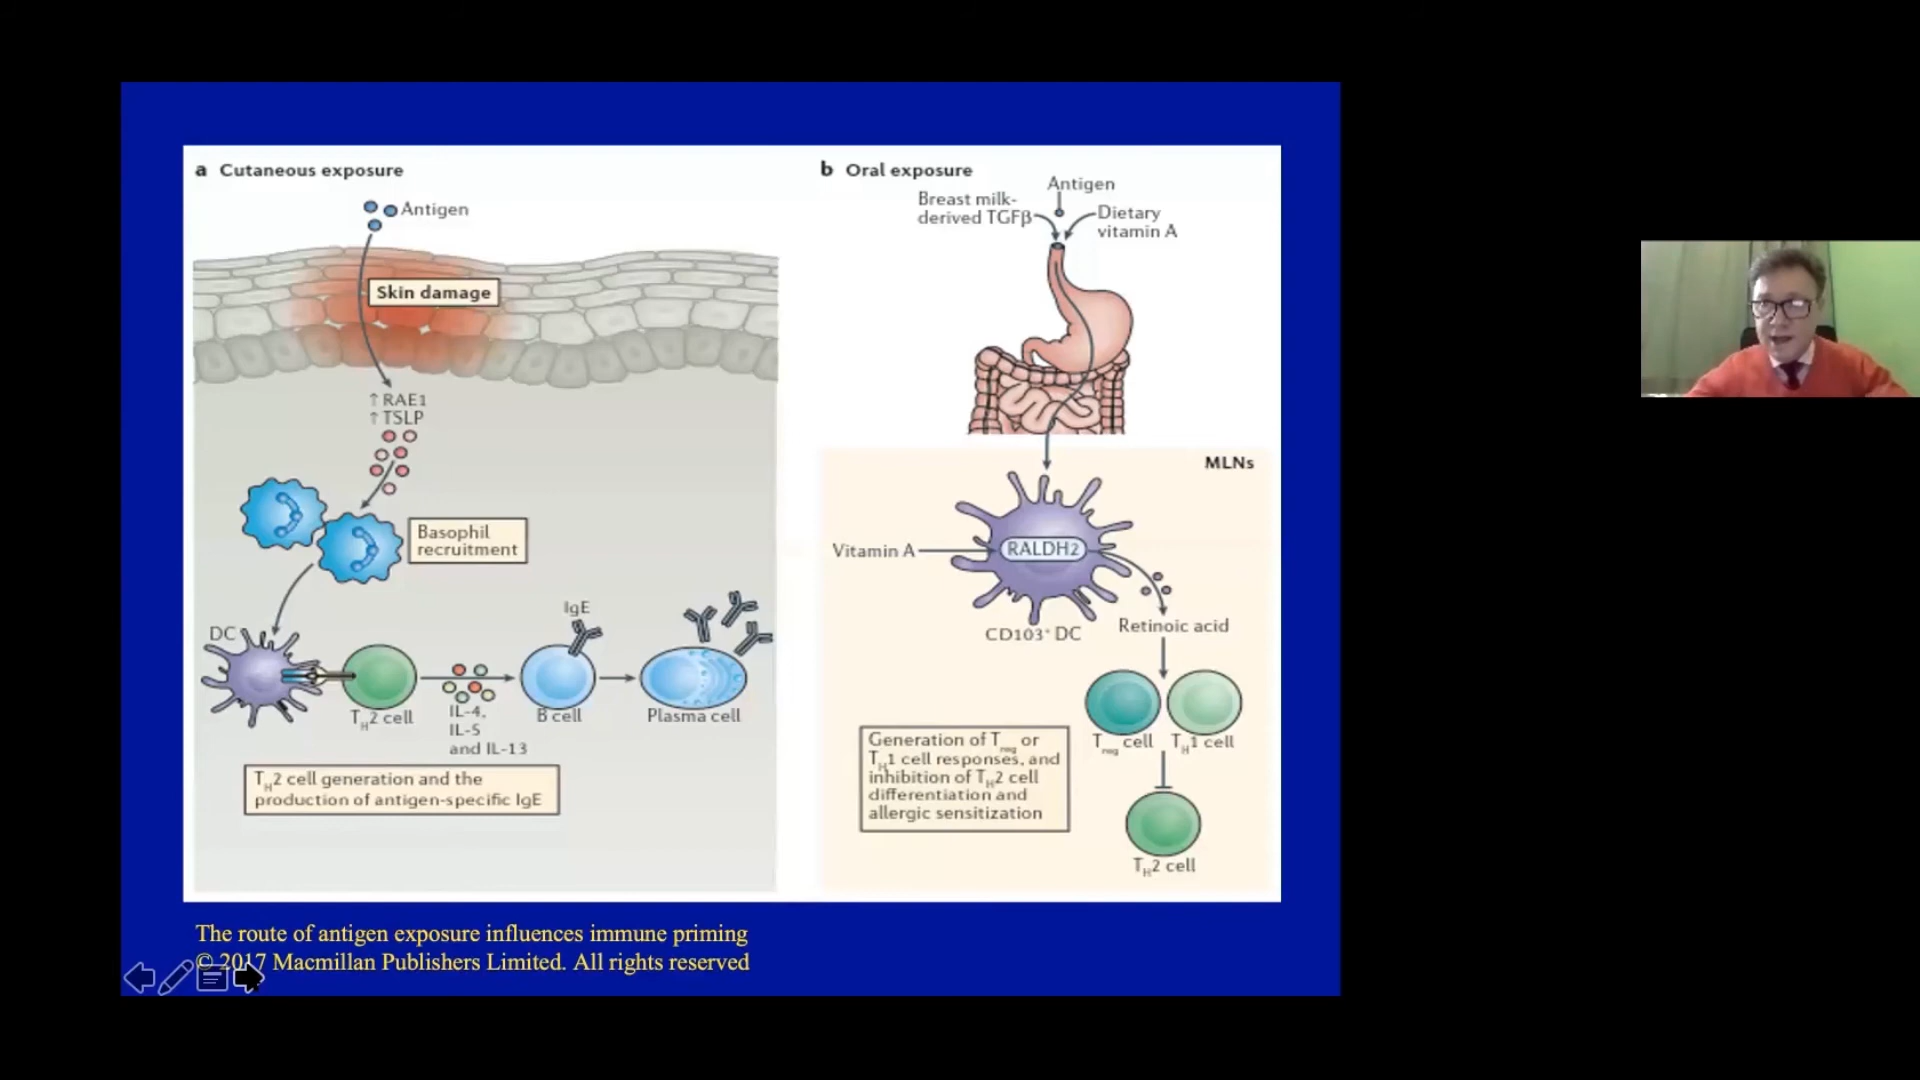 a Cutaneous exposure
Antigen
Skin damage
↑ RAE1
↑ TSLP
Basophil
recruitment
DC
IgE
TH2 cell
IL-4,
IL-5
and IL-13
B cell
Plasma cell
TH2 cell generation and the
production of antigen-specific IgE
b Oral exposure
Antigen
Breast milk-
derived TGFβ
Dietary
vitamin A
MLNs
Vitamin A
RALDH2
CD103+ DC
Retinoic acid
Treg cell
TH1 cell
Generation of Treg or
TH1 cell responses, and
inhibition of TH2 cell
differentiation and
allergic sensitization
TH2 cell
The route of antigen exposure influences immune priming
© 2017 Macmillan Publishers Limited. All rights reserved